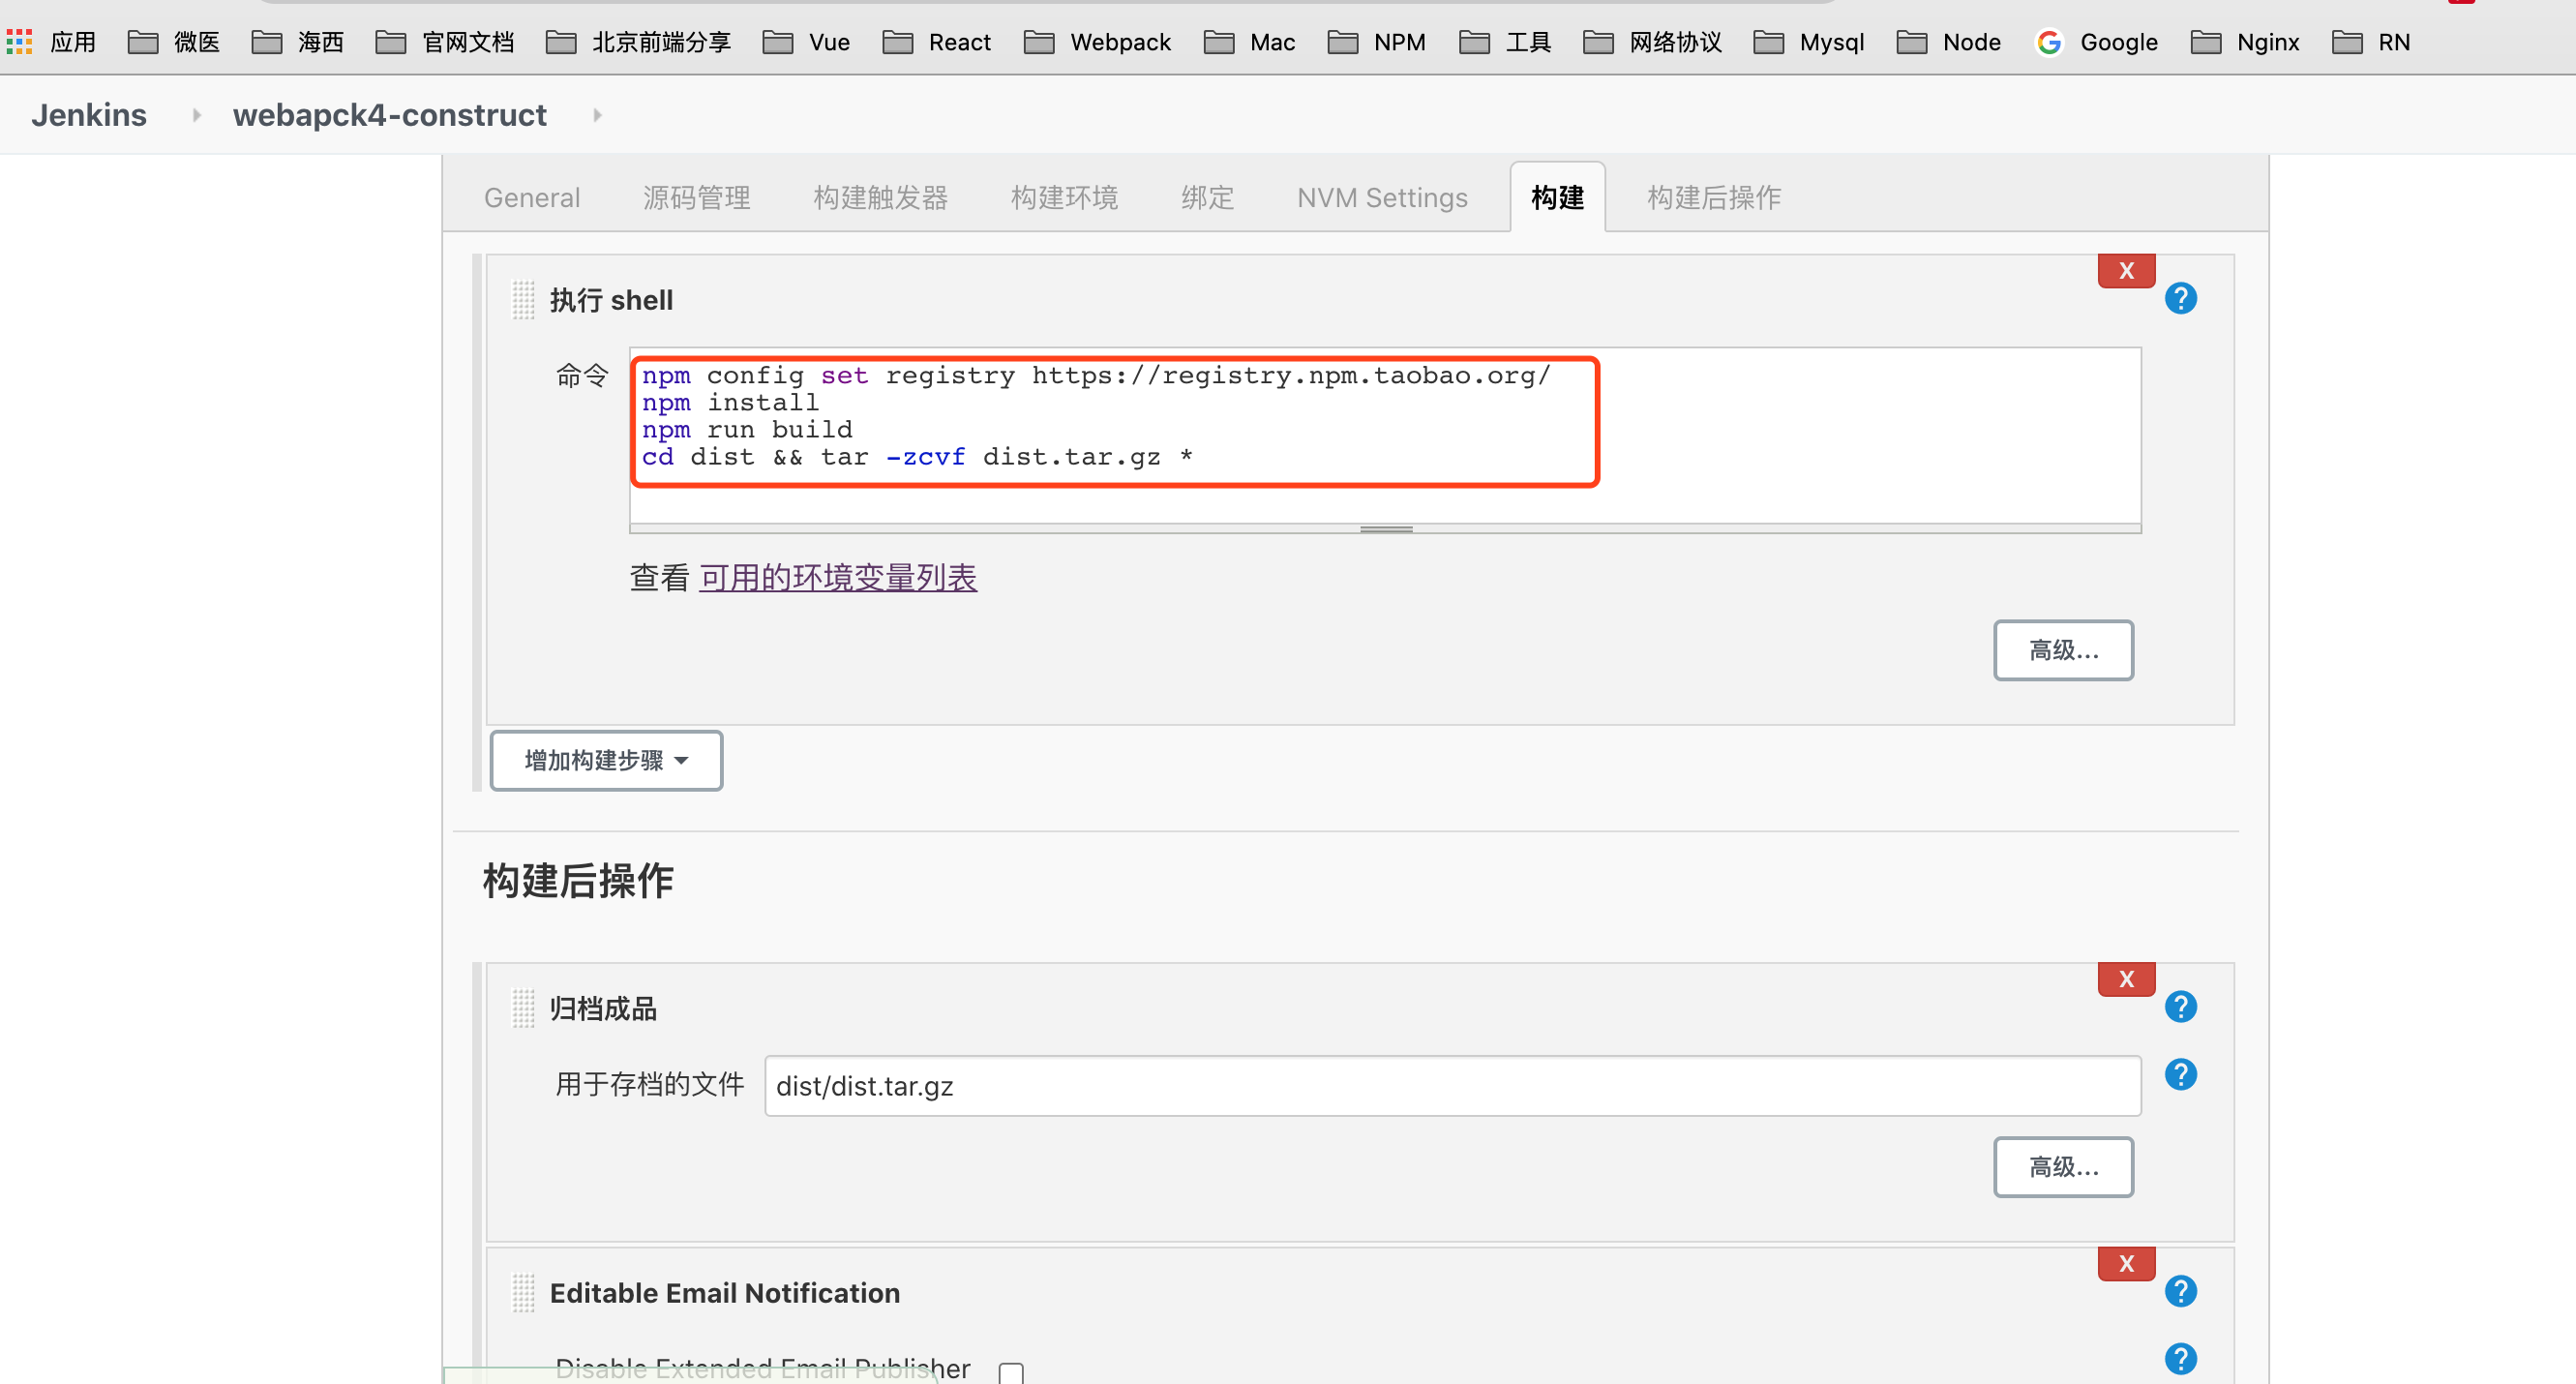 应用 微医 海西 官网文档 北京前端分享 Vue React Webpack Mac NPM 工具 网络协议 Mysql Node Google Nginx RN
Jenkins webapck4-construct
General 源码管理 构建触发器 构建环境 绑定 NVM Settings 构建 构建后操作
X
执行 shell ?
命令
npm config set registry https://registry.npm.taobao.org/
npm install
npm run build
cd dist && tar -zcvf dist.tar.gz *
查看 可用的环境变量列表
高级...
增加构建步骤
构建后操作
X
归档成品 ?
用于存档的文件 dist/dist.tar.gz ?
高级...
X
Editable Email Notification ?
Disable Extended Email Publisher ?